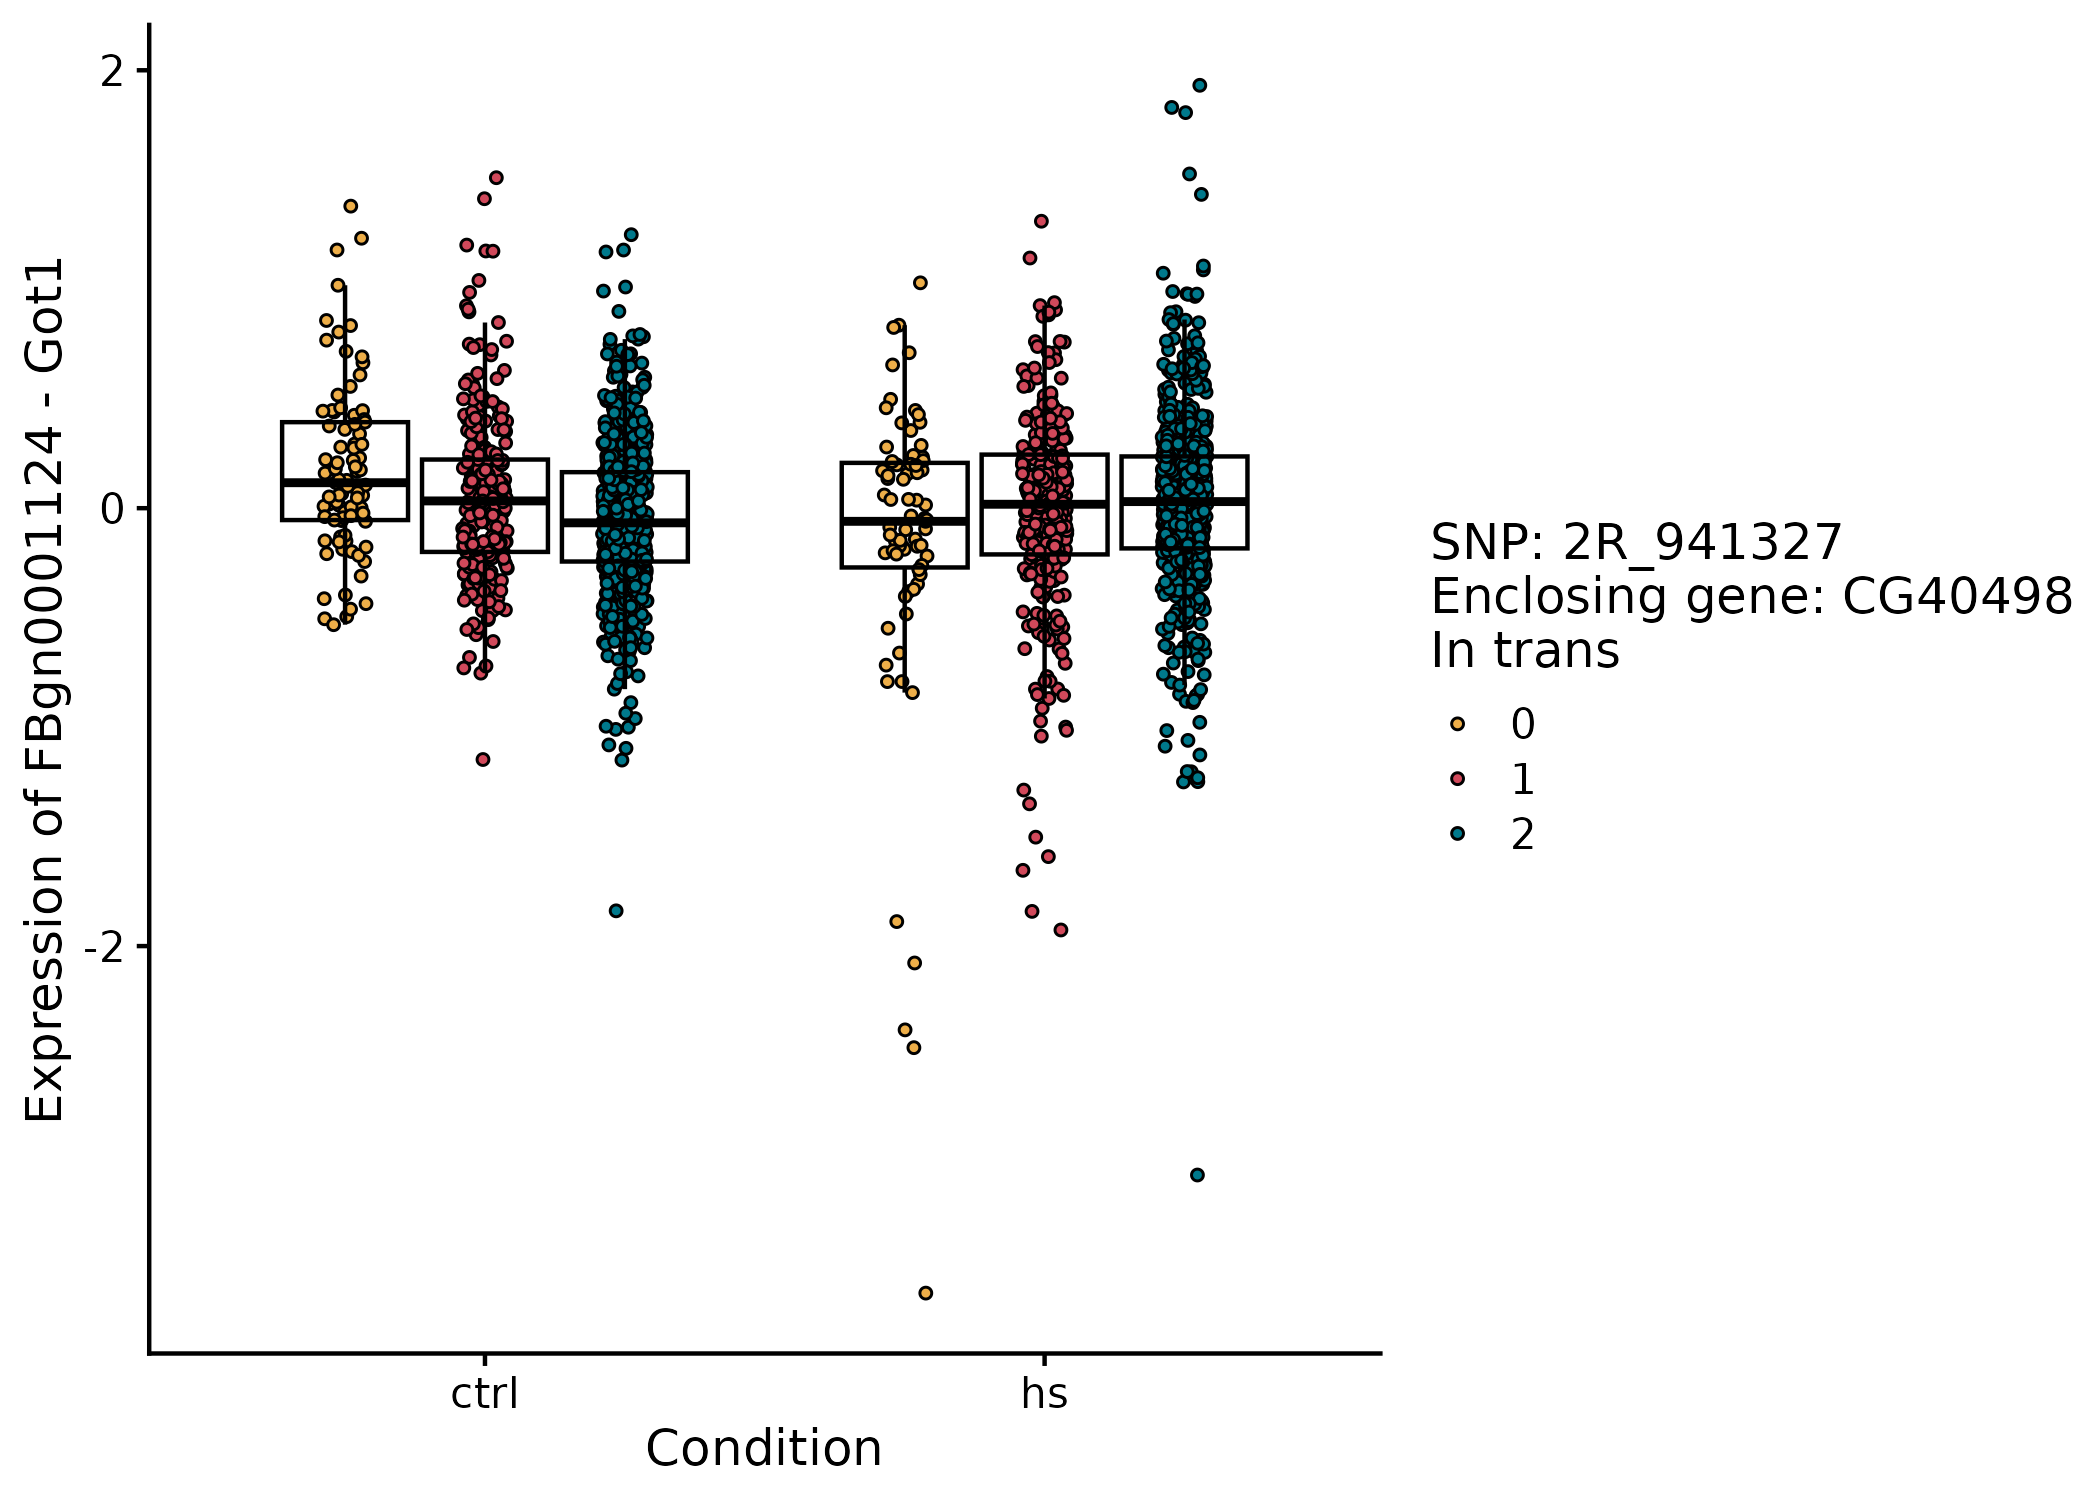 Expression of FBgn0001124 - Got1
2
0
-2
ctrl
hs
Condition
SNP: 2R_941327
Enclosing gene: CG40498
In trans
0
1
2